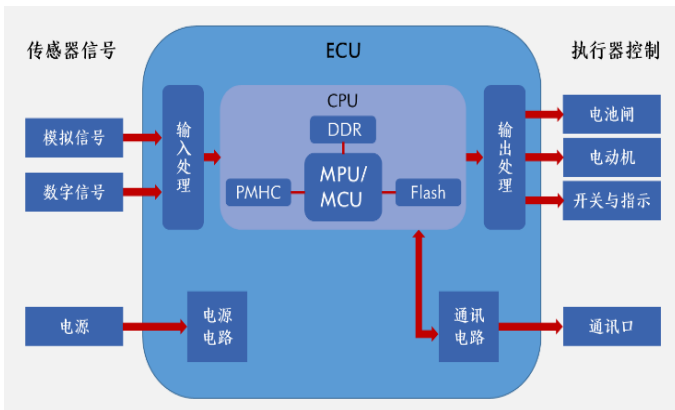 传感器信号
ECU
执行器控制
模拟信号
数字信号
输入处理
CPU
DDR
PMHC
MPU/
MCU
Flash
输出处理
电池闸
电动机
开关与指示
电源
电源
电路
通讯
电路
通讯口